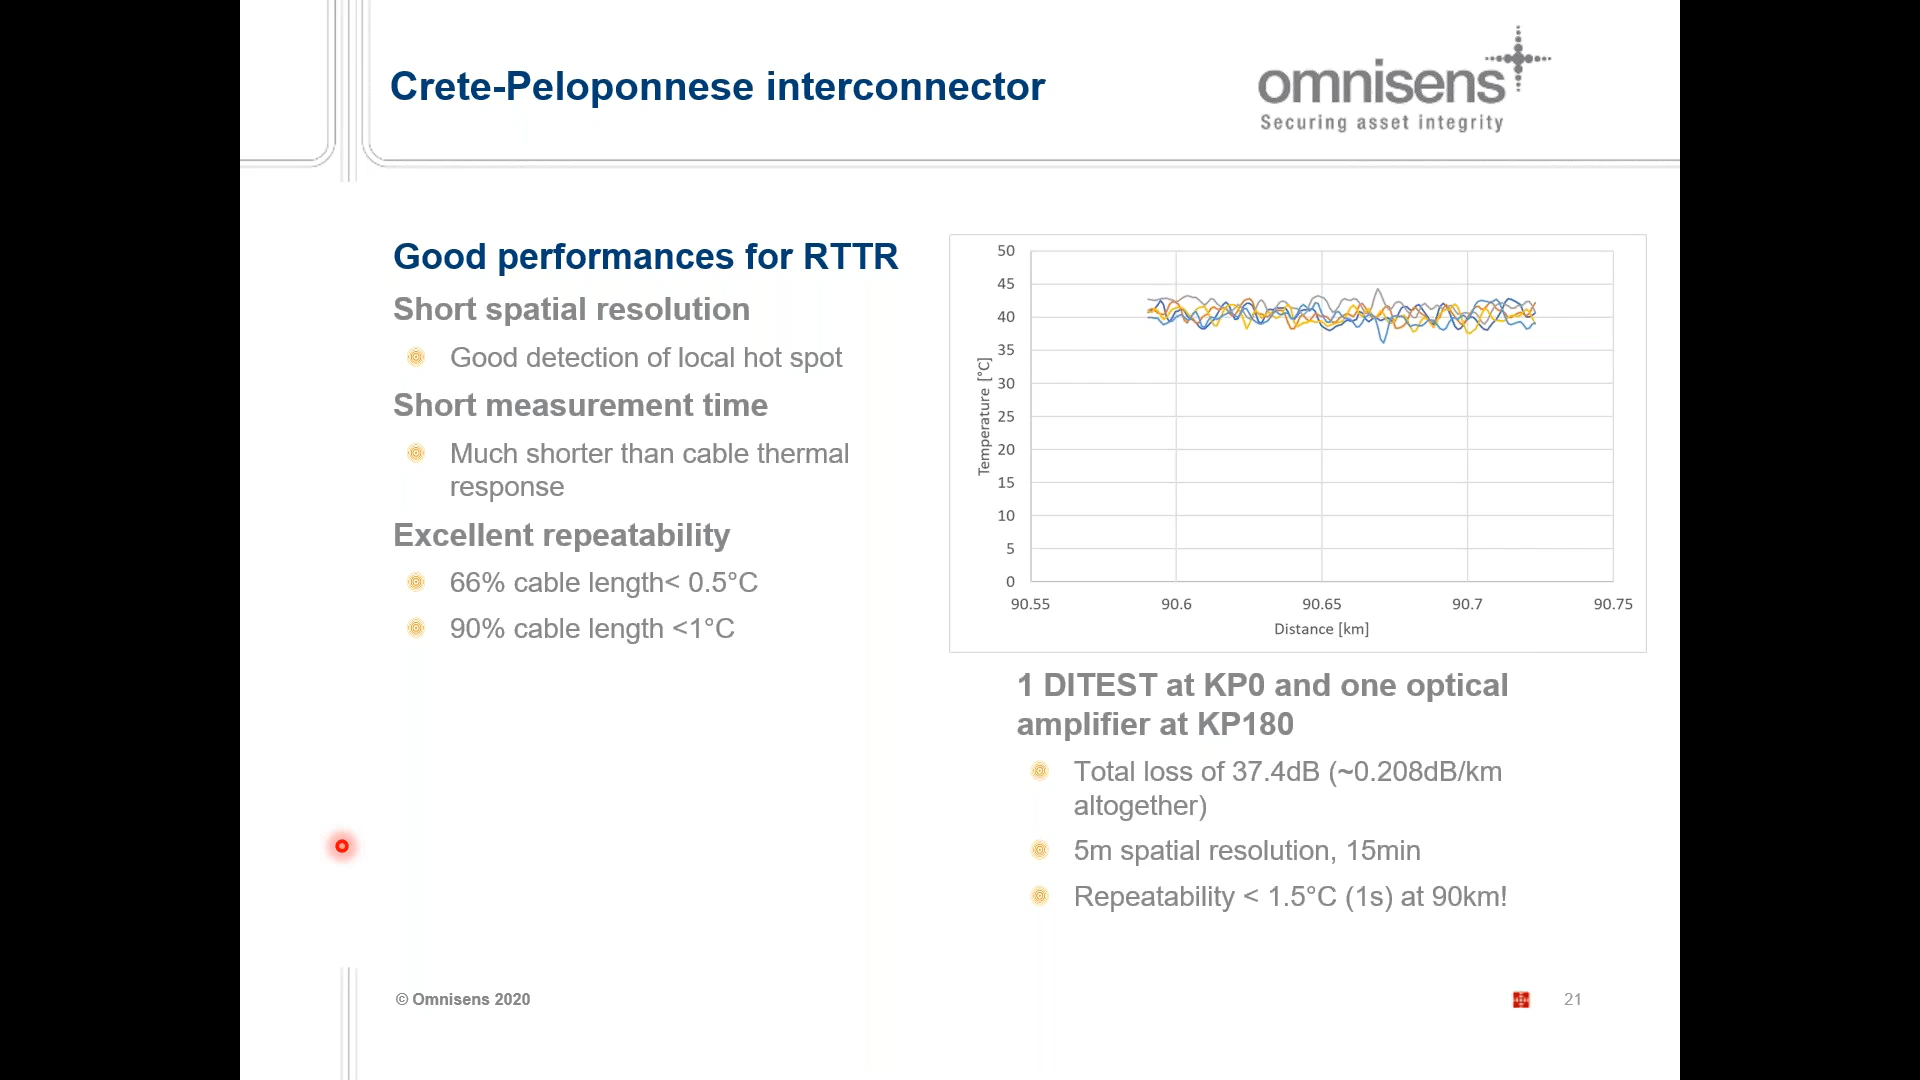 Crete-Peloponnese interconnector
omnisens
Securing asset integrity
Good performances for RTTR
Short spatial resolution
Good detection of local hot spot
Short measurement time
Much shorter than cable thermal
response
Excellent repeatability
66% cable length< 0.5°C
90% cable length <1°C
50
45
40
35
30
25
20
15
10
5
0
Temperature [°C]
90.55 90.6 90.65 90.7 90.75
Distance [km]
1 DITEST at KP0 and one optical
amplifier at KP180
Total loss of 37.4dB (~0.208dB/km
altogether)
5m spatial resolution, 15min
Repeatability < 1.5°C (1s) at 90km!
© Omnisens 2020
21